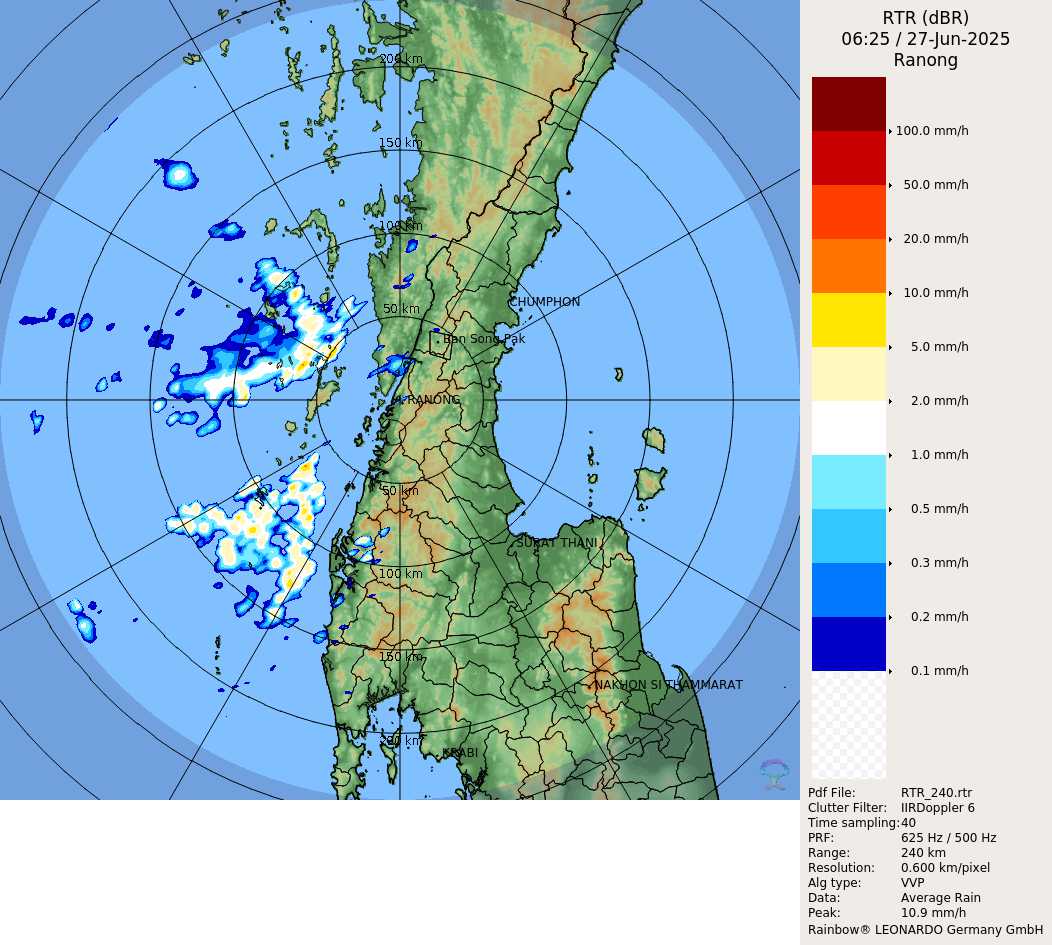 RTR (dBR)
06:25 / 27-Jun-2025
Ranong
200 km
150 km
100 km
50 km
CHUMPHON
Ban Song Pak
RANONG
50 km
SURAT THANI
100 km
150 km
NAKHON SI THAMMARAT
200 km
KRABI
100.0 mm/h
50.0 mm/h
20.0 mm/h
10.0 mm/h
5.0 mm/h
2.0 mm/h
1.0 mm/h
0.5 mm/h
0.3 mm/h
0.2 mm/h
0.1 mm/h
Pdf File: RTR_240.rtr
Clutter Filter: IIRDoppler 6
Time sampling:40
PRF: 625 Hz / 500 Hz
Range: 240 km
Resolution: 0.600 km/pixel
Alg type: VVP
Data: Average Rain
Peak: 10.9 mm/h
Rainbow® LEONARDO Germany GmbH